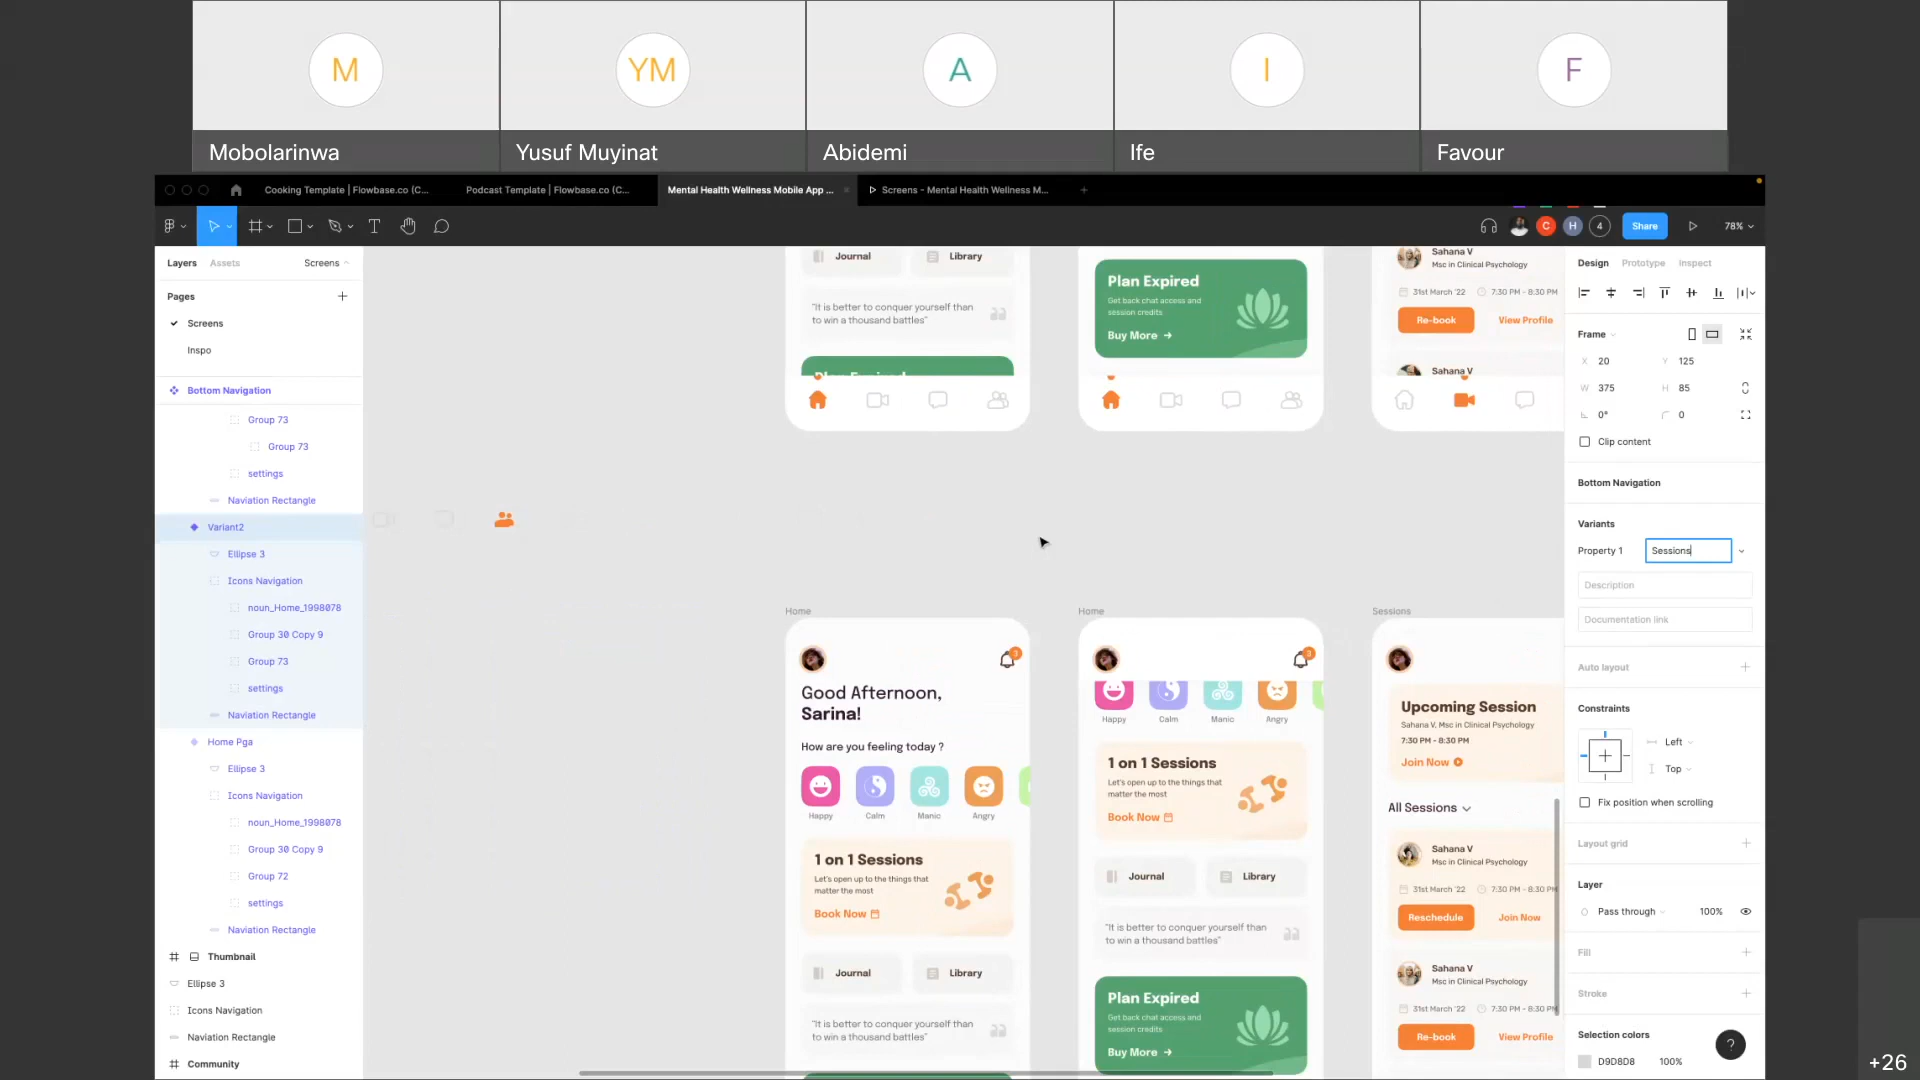 M
YM
A
I
F
Mobolarinwa
Yusuf Muyinat
Abidemi
Ife
Favour
Cooking Template | Flowbase.co (C...
Podcast Template | Flowbase.co (C...
Mental Health Wellness Mobile App ...
Screens - Mental Health Wellness M...
C
H
4
Share
78%
Layers
Assets
Screens
Pages
Screens
Inspo
Bottom Navigation
Group 73
Group 73
settings
Naviation Rectangle
Variant2
Ellipse 3
Icons Navigation
noun_Home_1998078
Group 30 Copy 9
Group 73
settings
Naviation Rectangle
Home Pga
Ellipse 3
Icons Navigation
noun_Home_1998078
Group 30 Copy 9
Group 72
settings
Naviation Rectangle
Thumbnail
Ellipse 3
Icons Navigation
Naviation Rectangle
Community
Journal
Library
"It is better to conquer yourself than
to win a thousand battles"
Plan Expired
Plan Expired
Get back chat access and
session credits
Buy More
Sahana V
Msc in Clinical Psychology
31st March '22
7:30 PM - 8:30 PM
Re-book
View Profile
Sahana V
Home
3
Good Afternoon,
Sarina!
How are you feeling today ?
Happy
Calm
Manic
Angry
1 on 1 Sessions
Let's open up to the things that
matter the most
Book Now
Journal
Library
"It is better to conquer yourself than
to win a thousand battles"
Home
3
Happy
Calm
Manic
Angry
1 on 1 Sessions
Let's open up to the things that
matter the most
Book Now
Journal
Library
"It is better to conquer yourself than
to win a thousand battles"
Plan Expired
Get back chat access and
session credits
Buy More
Sessions
Upcoming Session
Sahana V, Msc in Clinical Psychology
7:30 PM - 8:30 PM
Join Now
All Sessions
Sahana V
Msc in Clinical Psychology
31st March '22
7:30 PM - 8:30 PM
Reschedule
Join Now
Sahana V
Msc in Clinical Psychology
31st March '22
7:30 PM - 8:30 PM
Re-book
View Profile
Design
Prototype
Inspect
Frame
X 20
Y 125
W 375
H 85
0°
0
Clip content
Bottom Navigation
Variants
Property 1
Sessions
Description
Documentation link
Auto layout
Constraints
Left
Top
Fix position when scrolling
Layout grid
Layer
Pass through
100%
Fill
Stroke
Selection colors
D9D8D8
100%
?
+26